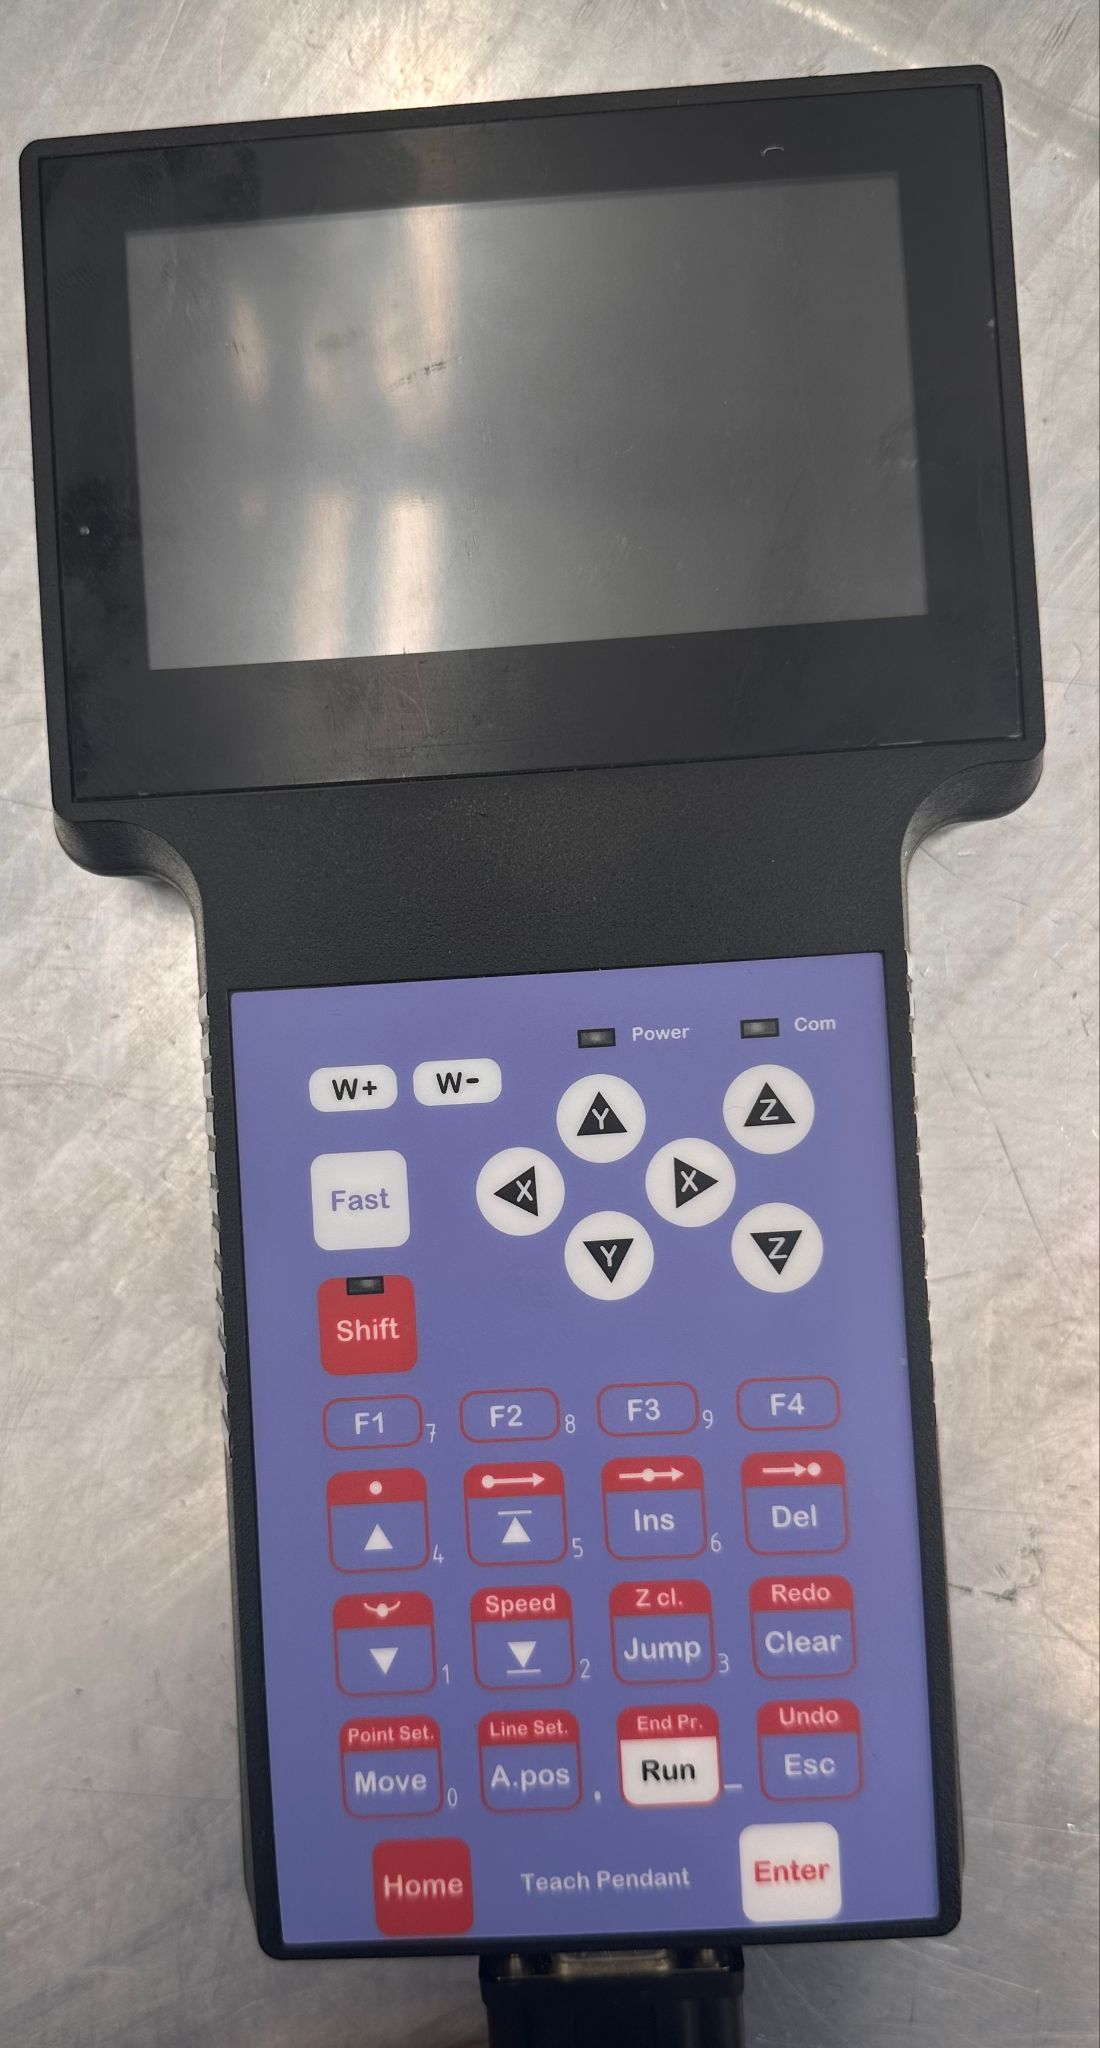 Power Com
W+ W-
Y Z
Fast X X
Y Z
Shift
F1 7 F2 8 F3 9 F4
4 5 Ins 6 Del
Speed Z cl. Redo
1 2 Jump 3 Clear
Point Set. Line Set. End Pr. Undo
Move 0 A.pos . Run - Esc
Home Teach Pendant Enter